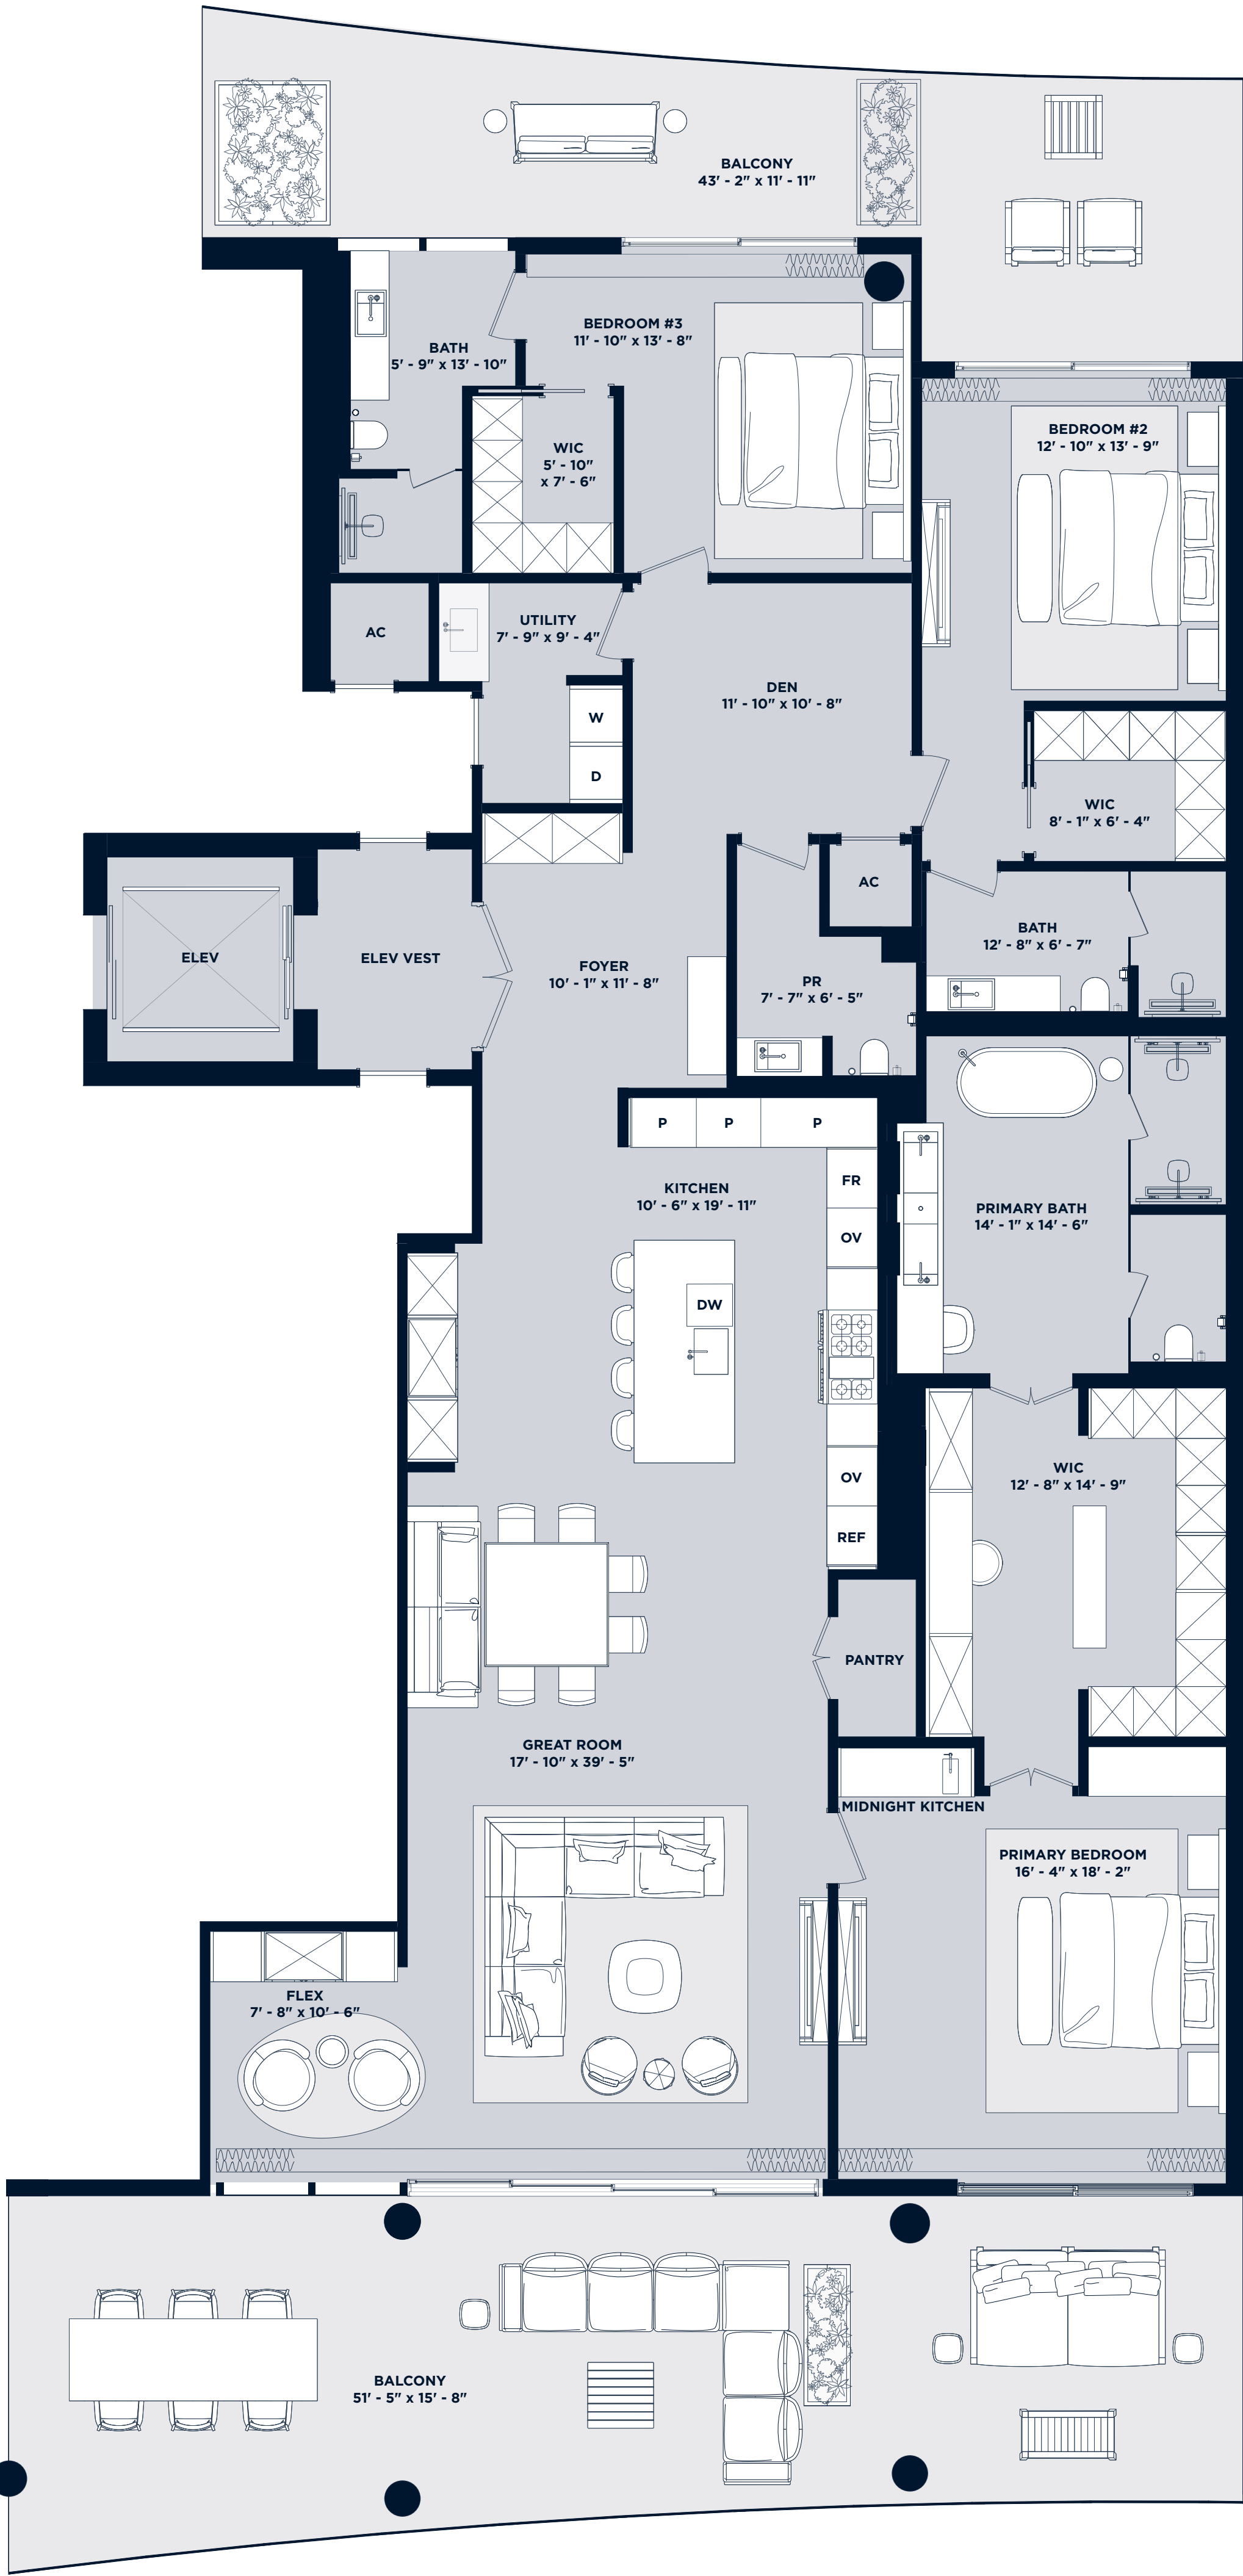 BALCONY
43' - 2" x 11' - 11"
BEDROOM #3
11' - 10" x 13' - 8"
BATH
5' - 9" x 13' - 10"
WIC
5' - 10"
x 7' - 6"
BEDROOM #2
12' - 10" x 13' - 9"
AC
UTILITY
7' - 9" x 9' - 4"
DEN
11' - 10" x 10' - 8"
W
D
WIC
8' - 1" x 6' - 4"
AC
ELEV
ELEV VEST
FOYER
10' - 1" x 11' - 8"
PR
7' - 7" x 6' - 5"
BATH
12' - 8" x 6' - 7"
P
P
P
KITCHEN
10' - 6" x 19' - 11"
FR
OV
DW
OV
REF
PRIMARY BATH
14' - 1" x 14' - 6"
WIC
12' - 8" x 14' - 9"
PANTRY
GREAT ROOM
17' - 10" x 39' - 5"
MIDNIGHT KITCHEN
PRIMARY BEDROOM
16' - 4" x 18' - 2"
FLEX
7' - 8" x 10' - 6"
BALCONY
51' - 5" x 15' - 8"